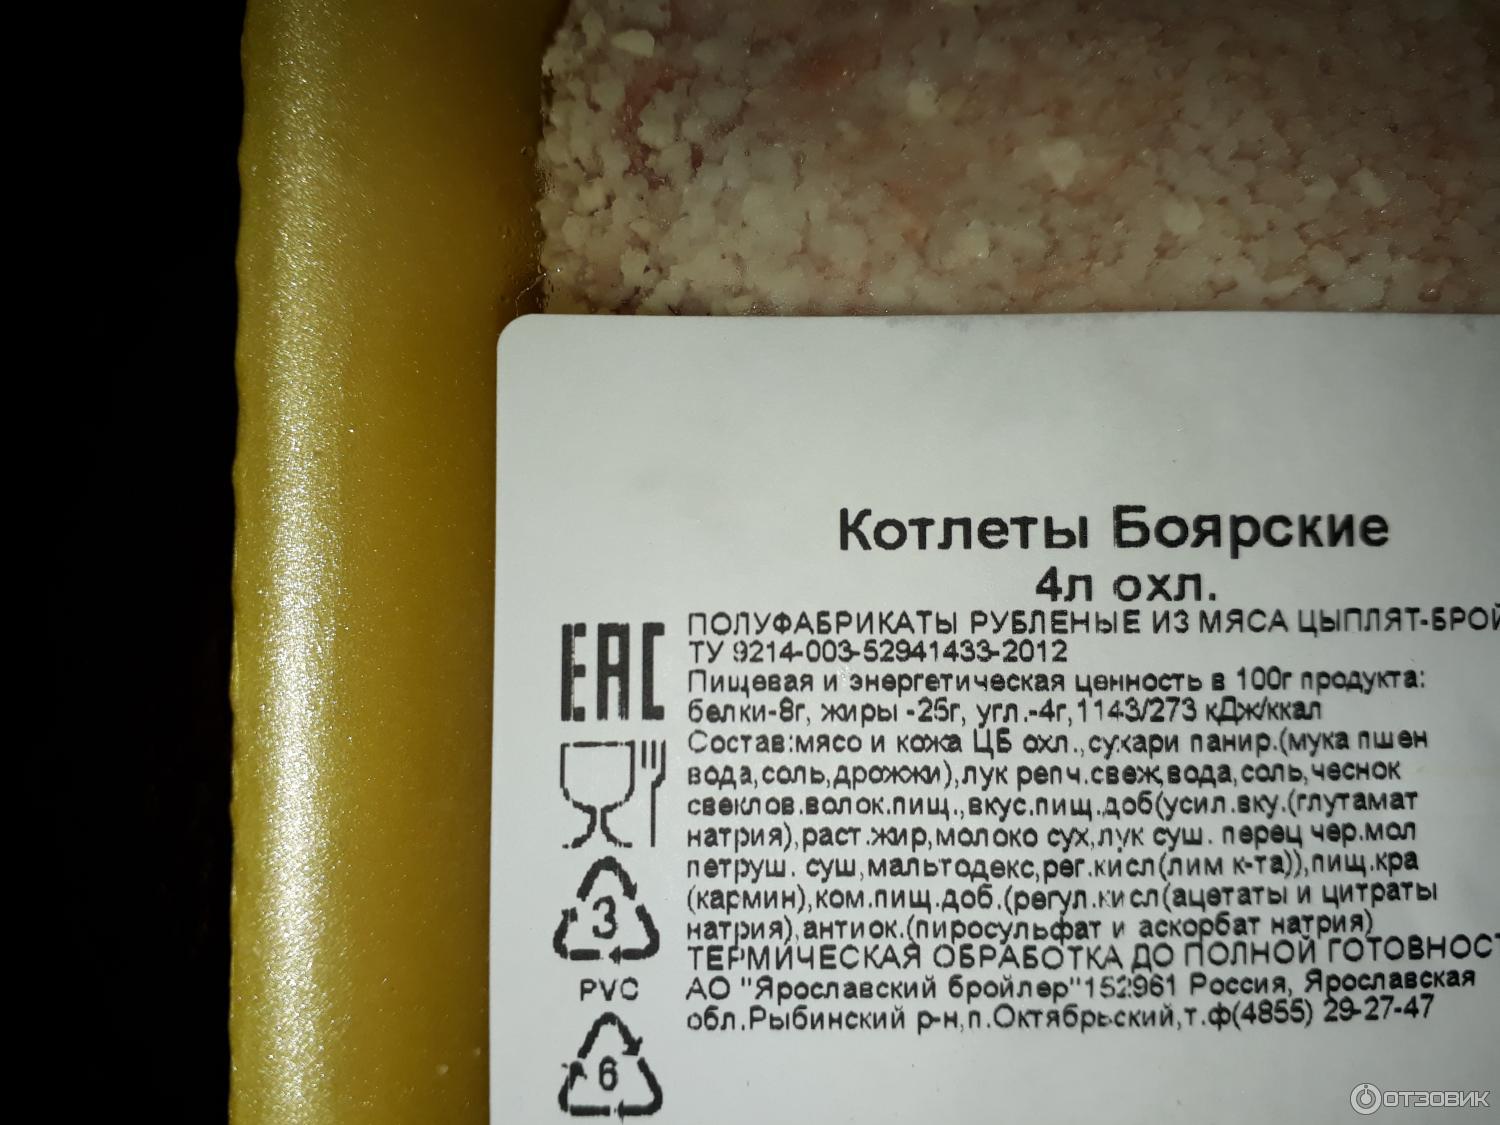 Котлеты Боярские
4л охл.
ПОЛУФАБРИКАТЫ РУБЛЕНЫЕ ИЗ МЯСА ЦЫПЛЯТ-БРОЙ
ТУ 9214-003-52941433-2012
Пищевая и энергетическая ценность в 100г продукта:
белки-8г, жиры -25г, угл.-4г,1143/273 кДж/ккал
Состав:мясо и кожа ЦБ охл.,сухари панир.(мука пшен
вода,соль,дрожжи),лук репч.свеж,вода,соль,чеснок
свеклов.волок.пищ.,вкус.пищ.доб(усил.вку.(глутамат
натрия),раст.жир,молоко сух,лук суш. перец чер.мол
петруш. суш,мальтодекс,рег.кисл(лим к-та)),пищ.кра
(кармин),ком.пищ.доб.(регул.кисл(ацетаты и цитраты
натрия),антиок.(пиросульфат и аскорбат натрия)
ТЕРМИЧЕСКАЯ ОБРАБОТКА ДО ПОЛНОЙ ГОТОВНОСТ
АО "Ярославский бройлер"152961 Россия, Ярославская
обл.Рыбинский р-н,п.Октябрьский,т.ф(4855) 29-27-47
EAC
3
PVC
6
ОТЗОВИК